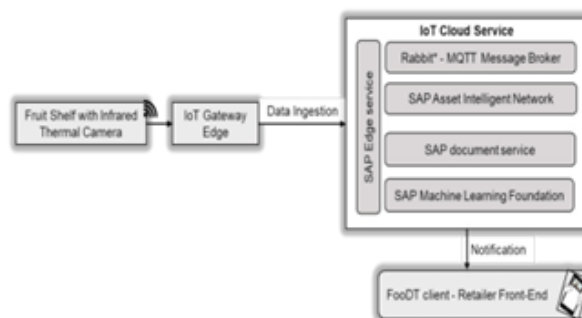 IoT Cloud Service
Rabbit* - MQTT Message Broker
SAP Asset Intelligent Network
SAP document service
SAP Machine Learning Foundation
SAP Edge service
Fruit Shelf with Infrared
Thermal Camera
IoT Gateway
Edge
Data Ingestion
Notification
FooDT client - Retailer Front-End